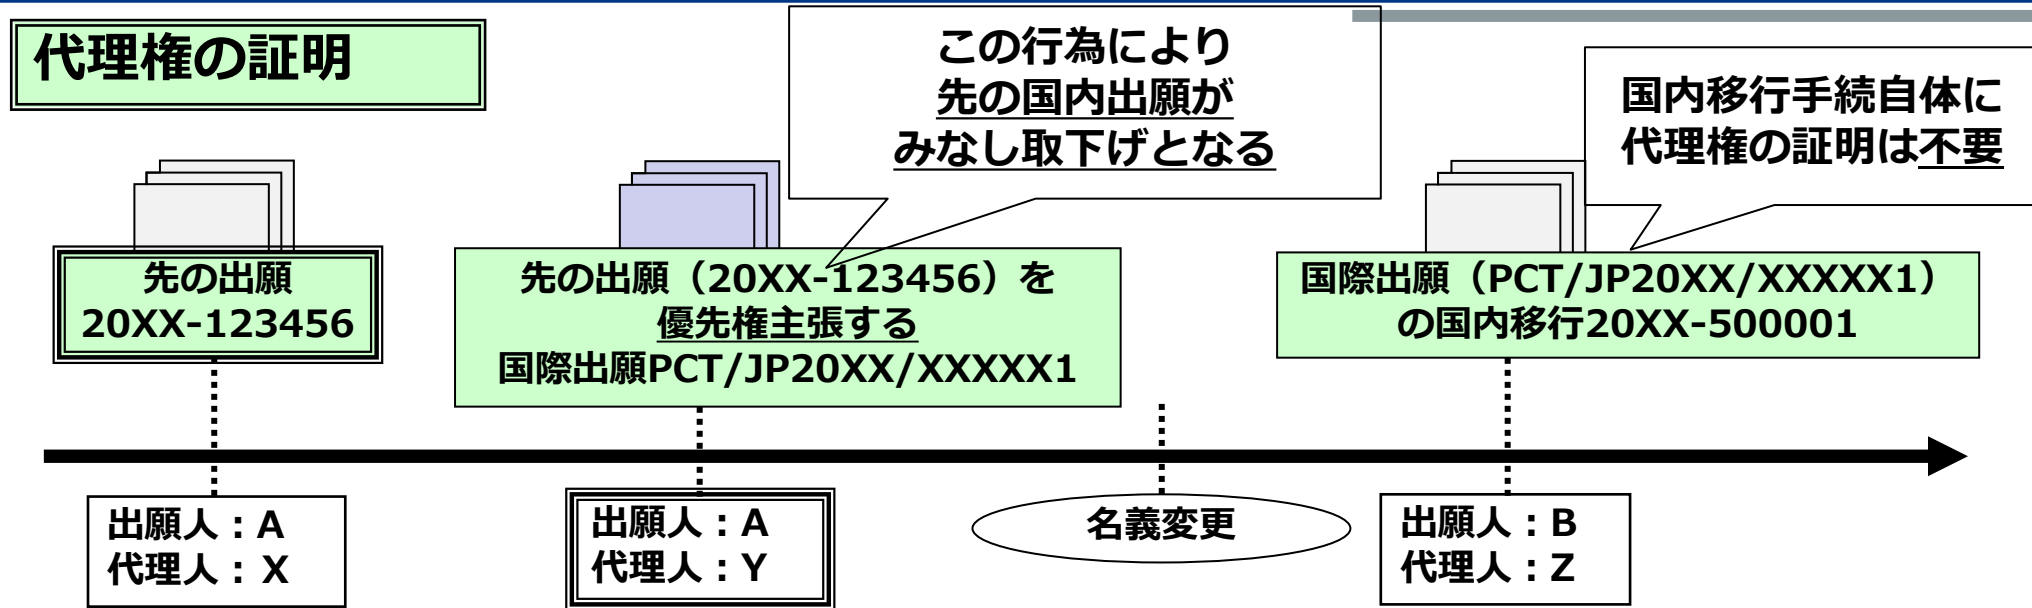 代理権の証明
この行為により
先の国内出願が
みなし取下げとなる
国内移行手続自体に
代理権の証明は不要
先の出願
20XX-123456
先の出願（20XX-123456）を
優先権主張する
国際出願PCT/JP20XX/XXXXX1
国際出願（PCT/JP20XX/XXXXX1）
の国内移行20XX-500001
出願人：A
代理人：X
出願人：A
代理人：Y
名義変更
出願人：B
代理人：Z